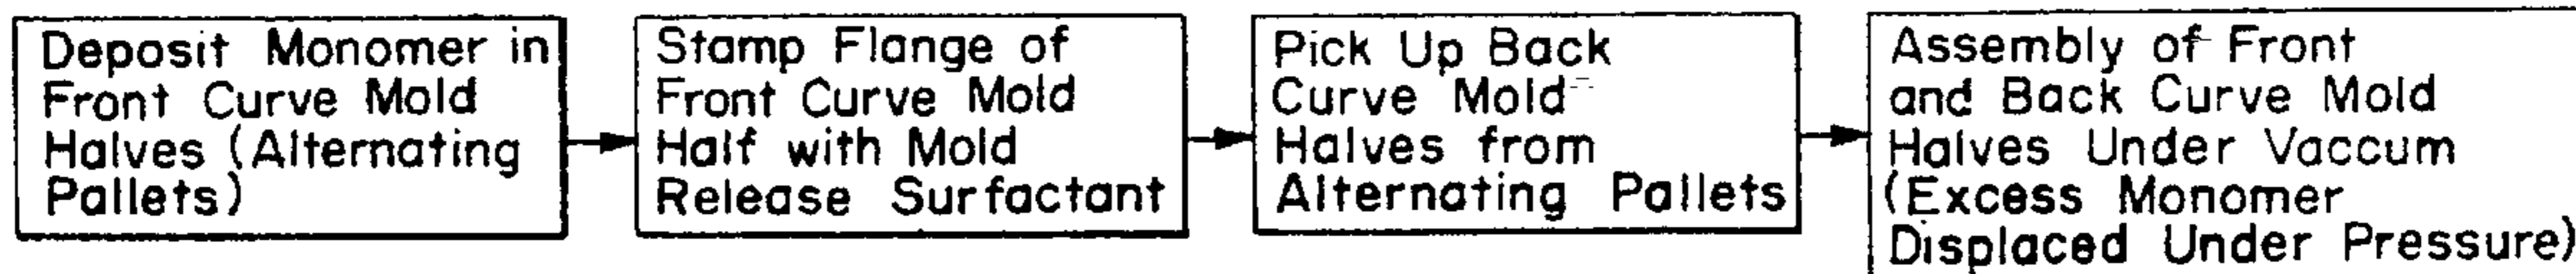 Deposit Monomer in
Front Curve Mold
Halves (Alternating
Pallets)
Stamp Flange of
Front Curve Mold
Half with Mold
Release Surfactant
Pick Up Back
Curve Mold
Halves from
Alternating Pallets
Assembly of Front
and Back Curve Mold
Halves Under Vaccum
(Excess Monomer
Displaced Under Pressure)